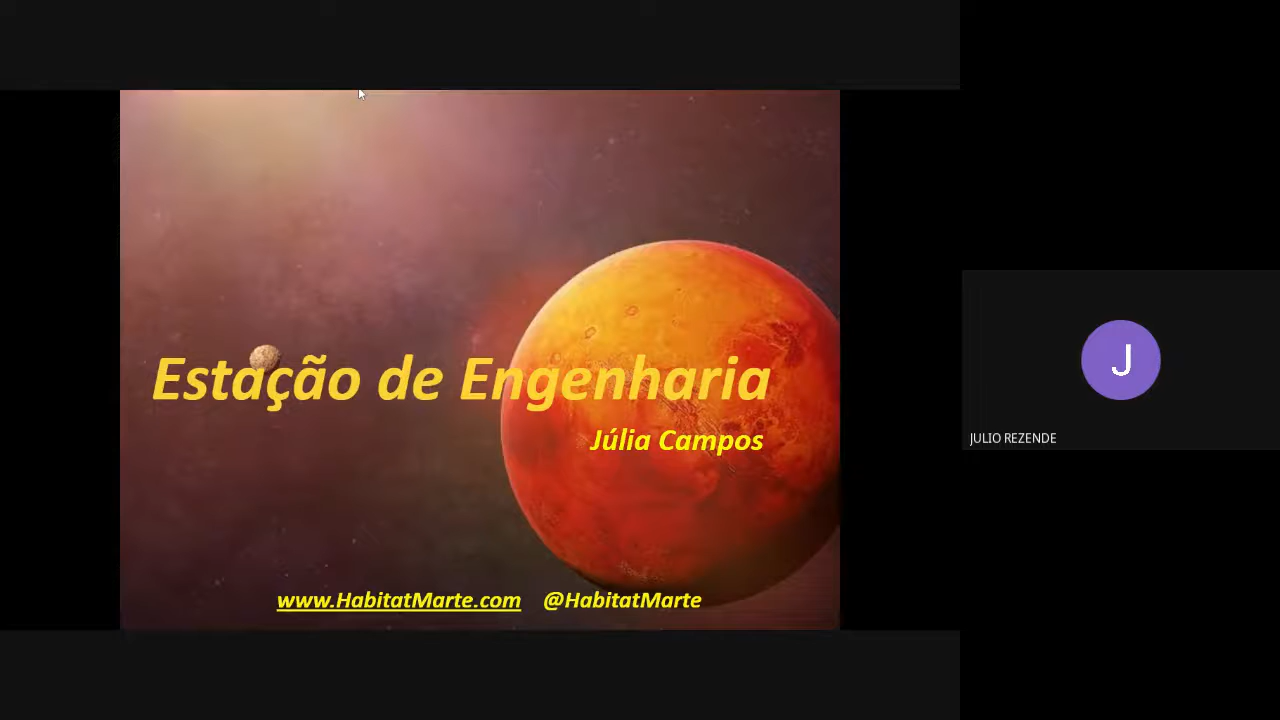 Estação de Engenharia
Júlia Campos
www.HabitatMarte.com @HabitatMarte
J
JULIO REZENDE